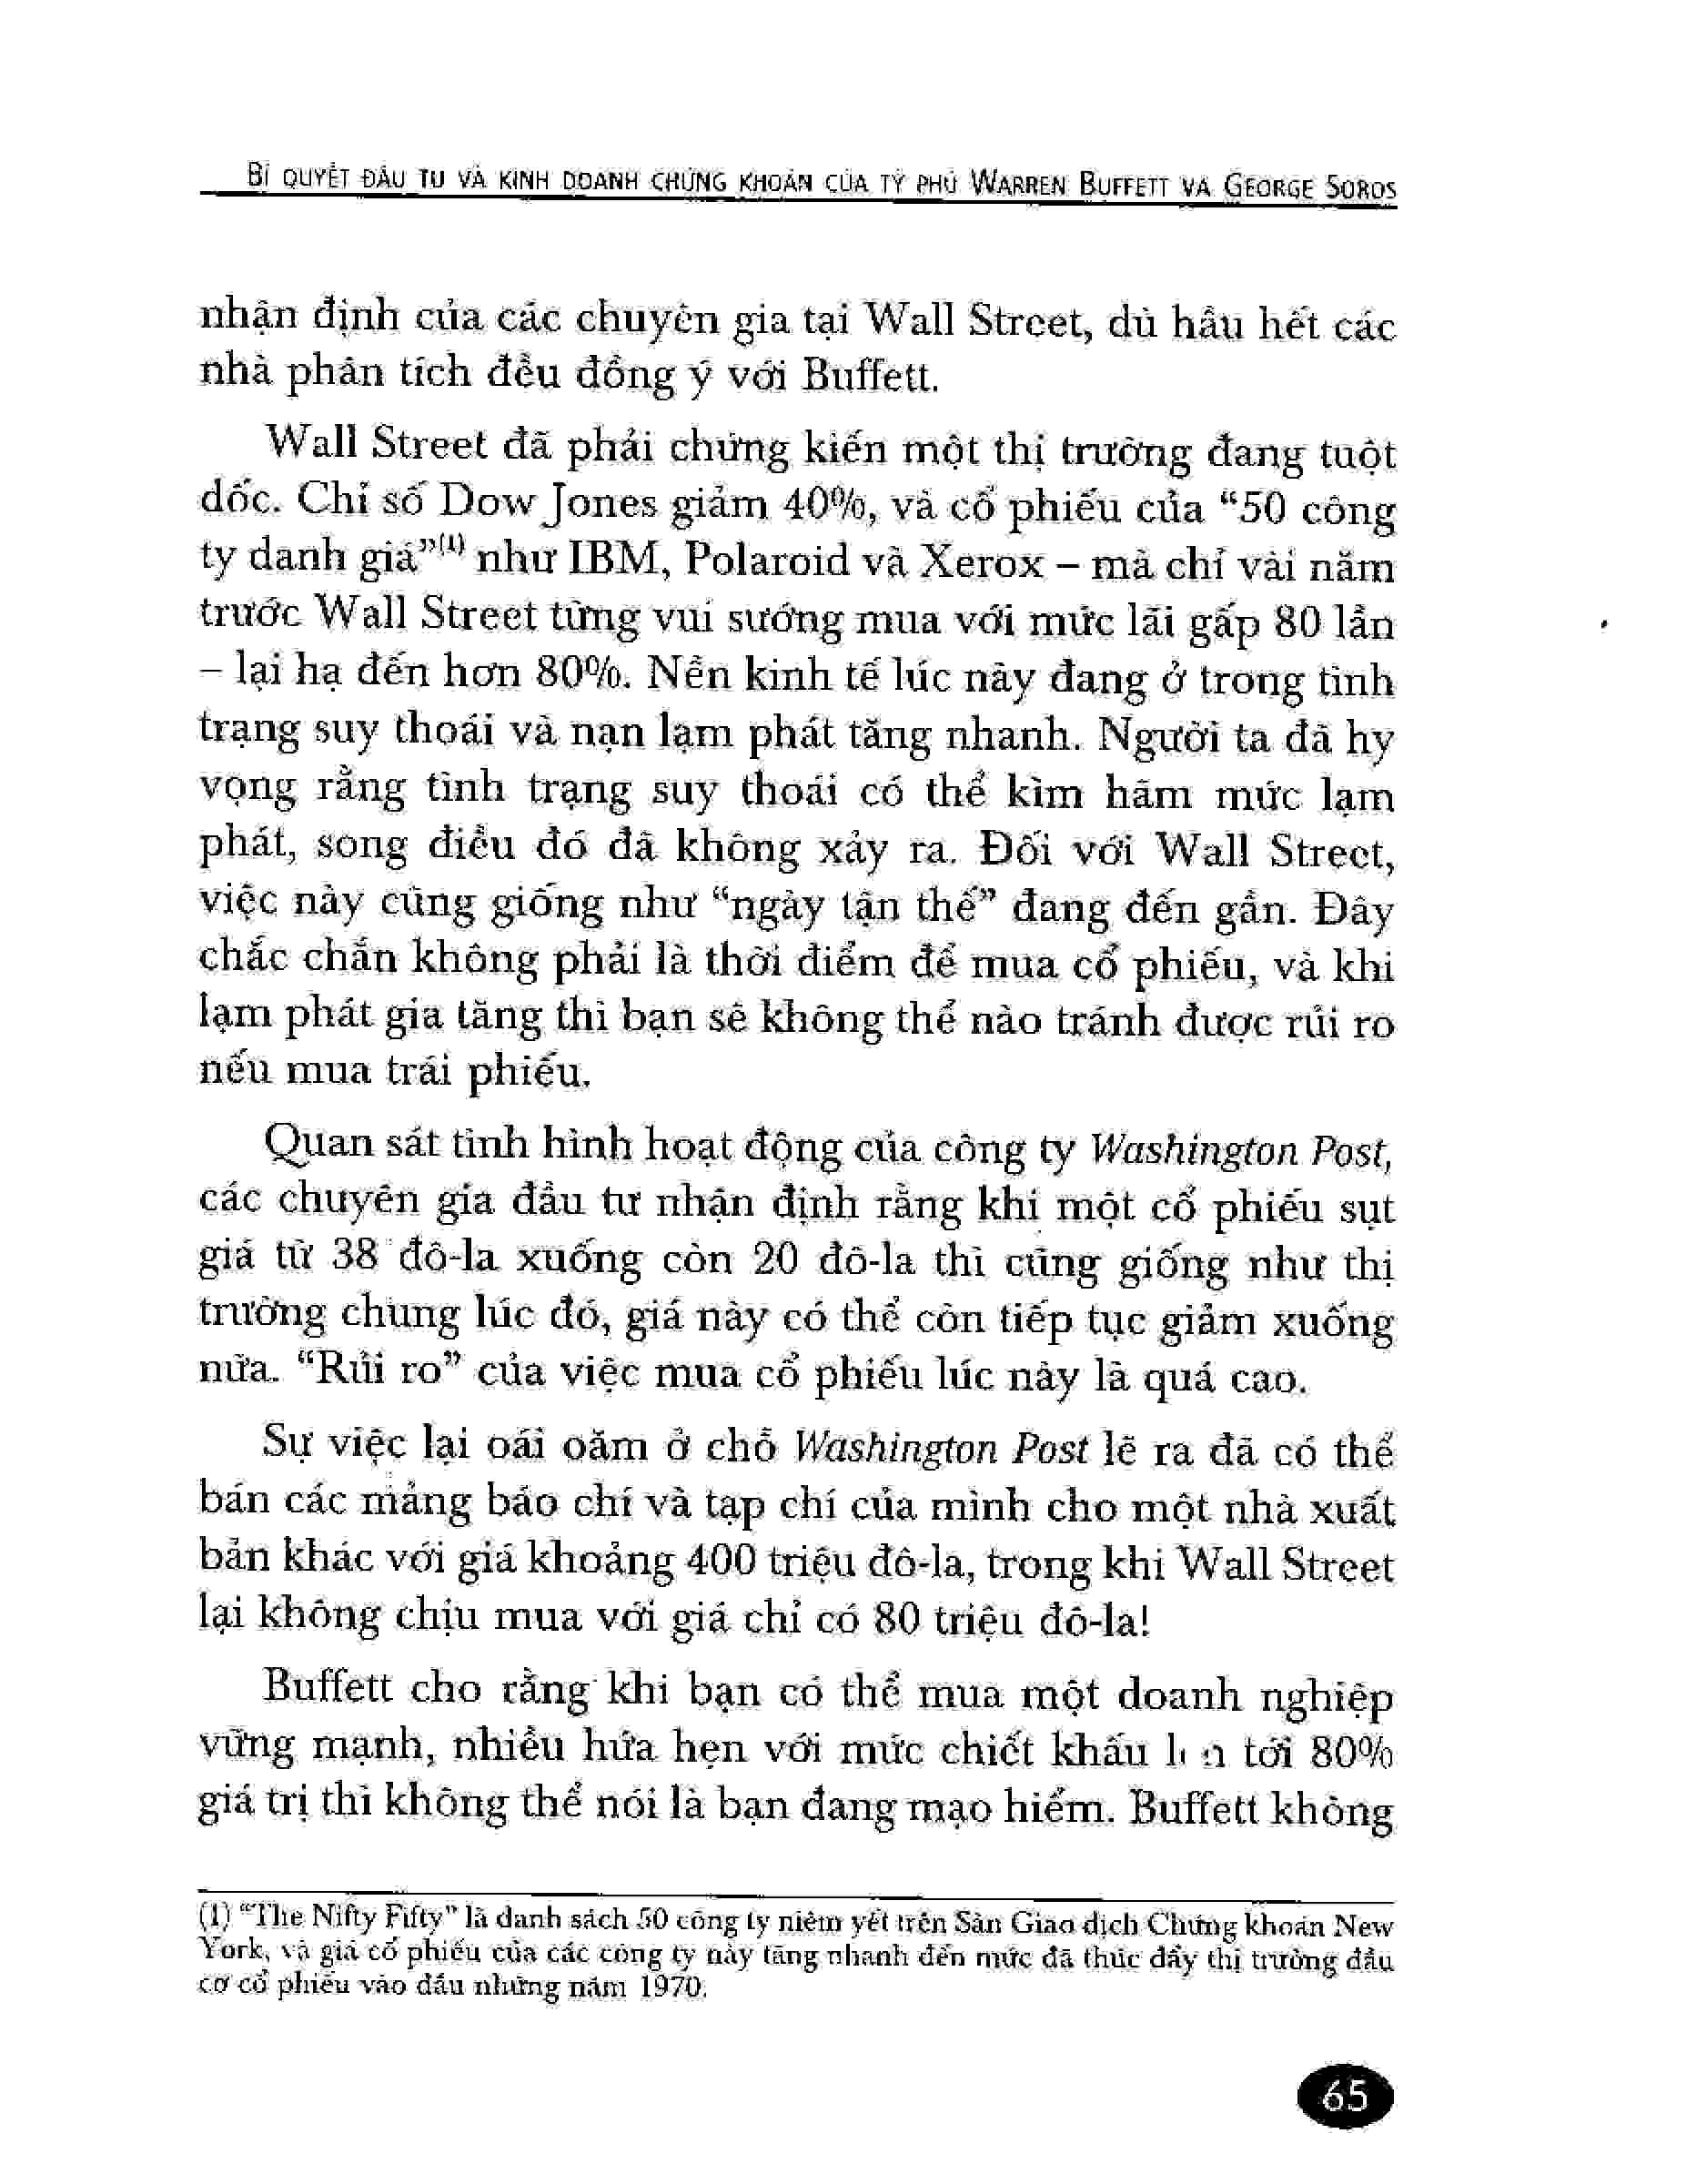 BÍ QUYẾT ĐẦU TƯ VÀ KINH DOANH CHỨNG KHOÁN CỦA TỶ PHÚ WARREN BUFFETT VÀ GEORGE SOROS
nhận định của các chuyên gia tại Wall Street, dù hầu hết các
nhà phân tích đều đồng ý với Buffett.
Wall Street đã phải chứng kiến một thị trường đang tuột
dốc. Chỉ số Dow Jones giảm 40%, và cổ phiếu của “50 công
ty danh giá”(1) như IBM, Polaroid và Xerox – mà chỉ vài năm
trước Wall Street từng vui sướng mua với mức lãi gấp 80 lần
– lại hạ đến hơn 80%. Nền kinh tế lúc này đang ở trong tình
trạng suy thoái và nạn lạm phát tăng nhanh. Người ta đã hy
vọng rằng tình trạng suy thoái có thể kìm hãm mức lạm
phát, song điều đó đã không xảy ra. Đối với Wall Street,
việc này cũng giống như “ngày tận thế” đang đến gần. Đây
chắc chắn không phải là thời điểm để mua cổ phiếu, và khi
lạm phát gia tăng thì bạn sẽ không thể nào tránh được rủi ro
nếu mua trái phiếu.
Quan sát tình hình hoạt động của công ty Washington Post,
các chuyên gia đầu tư nhận định rằng khi một cổ phiếu sụt
giá từ 38 đô-la xuống còn 20 đô-la thì cũng giống như thị
trường chung lúc đó, giá này có thể còn tiếp tục giảm xuống
nữa. “Rủi ro” của việc mua cổ phiếu lúc này là quá cao.
Sự việc lại oái oăm ở chỗ Washington Post lẽ ra đã có thể
bán các mảng báo chí và tạp chí của mình cho một nhà xuất
bản khác với giá khoảng 400 triệu đô-la, trong khi Wall Street
lại không chịu mua với giá chỉ có 80 triệu đô-la!
Buffett cho rằng khi bạn có thể mua một doanh nghiệp
vững mạnh, nhiều hứa hẹn với mức chiết khấu tới 80%
giá trị thì không thể nói là bạn đang mạo hiểm. Buffett không
(1) “The Nifty Fifty” là danh sách 50 công ty niêm yết trên Sàn Giao dịch Chứng khoán New
York, và giá cổ phiếu của các công ty này tăng nhanh đến mức đã thúc đẩy thị trường đầu
cơ cổ phiếu vào đầu những năm 1970.
65